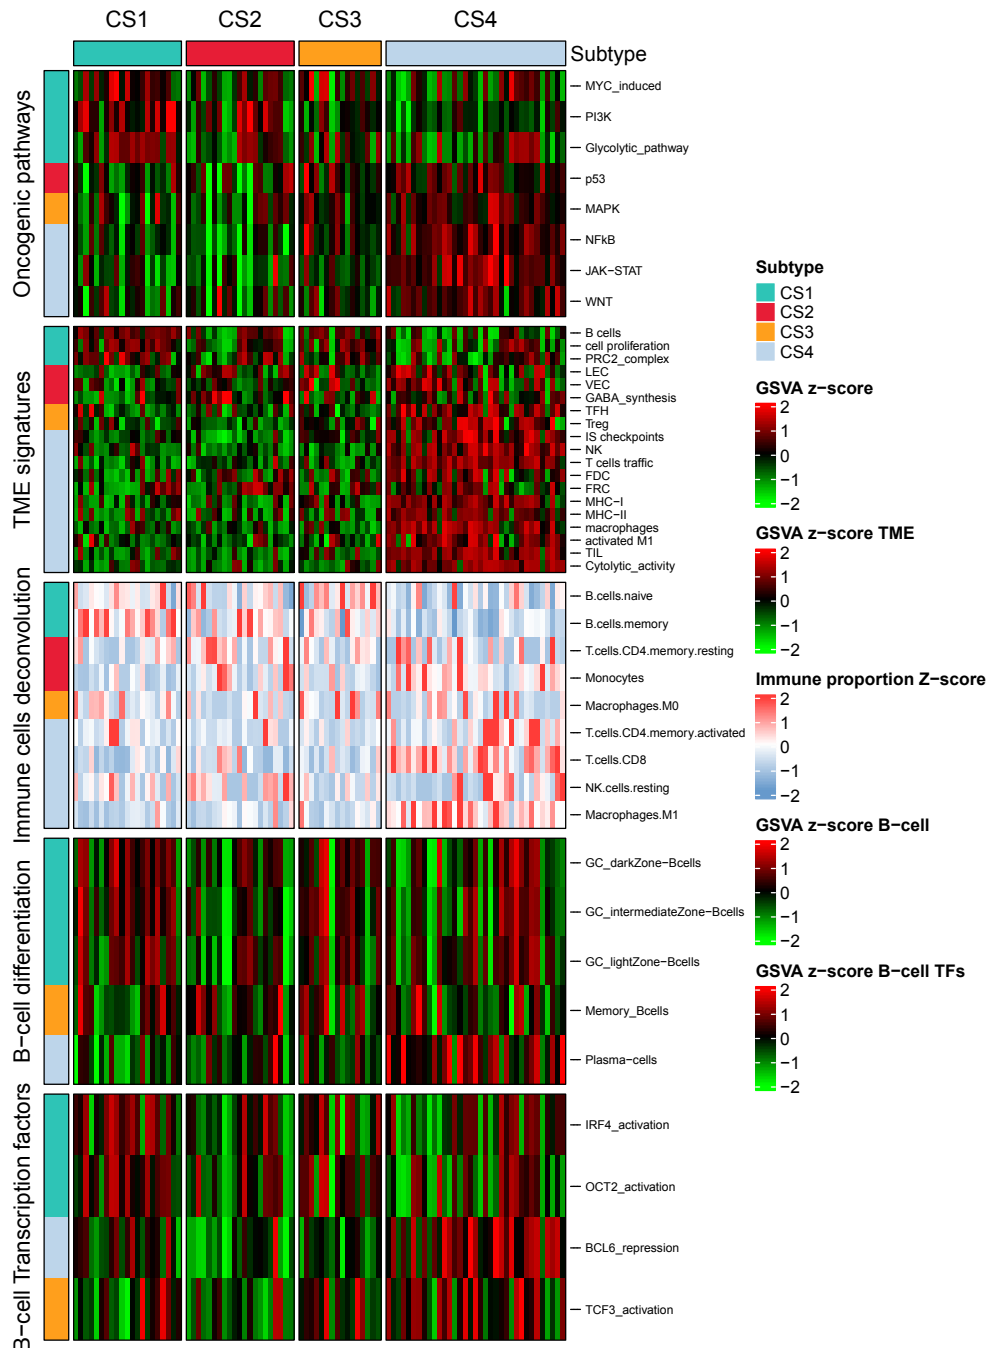 CS1 CS2 CS3 CS4
Subtype
Oncogenic pathways
MYC_induced
PI3K
Glycolytic_pathway
p53
MAPK
NFkB
JAK−STAT
WNT
TME signatures
B cells
cell proliferation
PRC2_complex
LEC
VEC
GABA_synthesis
TFH
Treg
IS checkpoints
NK
T cells traffic
FDC
FRC
MHC−I
MHC−II
macrophages
activated M1
TIL
Cytolytic_activity
Immune cells deconvolution
B.cells.naive
B.cells.memory
T.cells.CD4.memory.resting
Monocytes
Macrophages.M0
T.cells.CD4.memory.activated
T.cells.CD8
NK.cells.resting
Macrophages.M1
B−cell differentiation
GC_darkZone−Bcells
GC_intermediateZone−Bcells
GC_lightZone−Bcells
Memory_Bcells
Plasma−cells
B−cell Transcription factors
IRF4_activation
OCT2_activation
BCL6_repression
TCF3_activation
Subtype
CS1
CS2
CS3
CS4
GSVA z−score
2
1
0
−1
−2
GSVA z−score TME
2
1
0
−1
−2
Immune proportion Z−score
2
1
0
−1
−2
GSVA z−score B−cell
2
1
0
−1
−2
GSVA z−score B−cell TFs
2
1
0
−1
−2